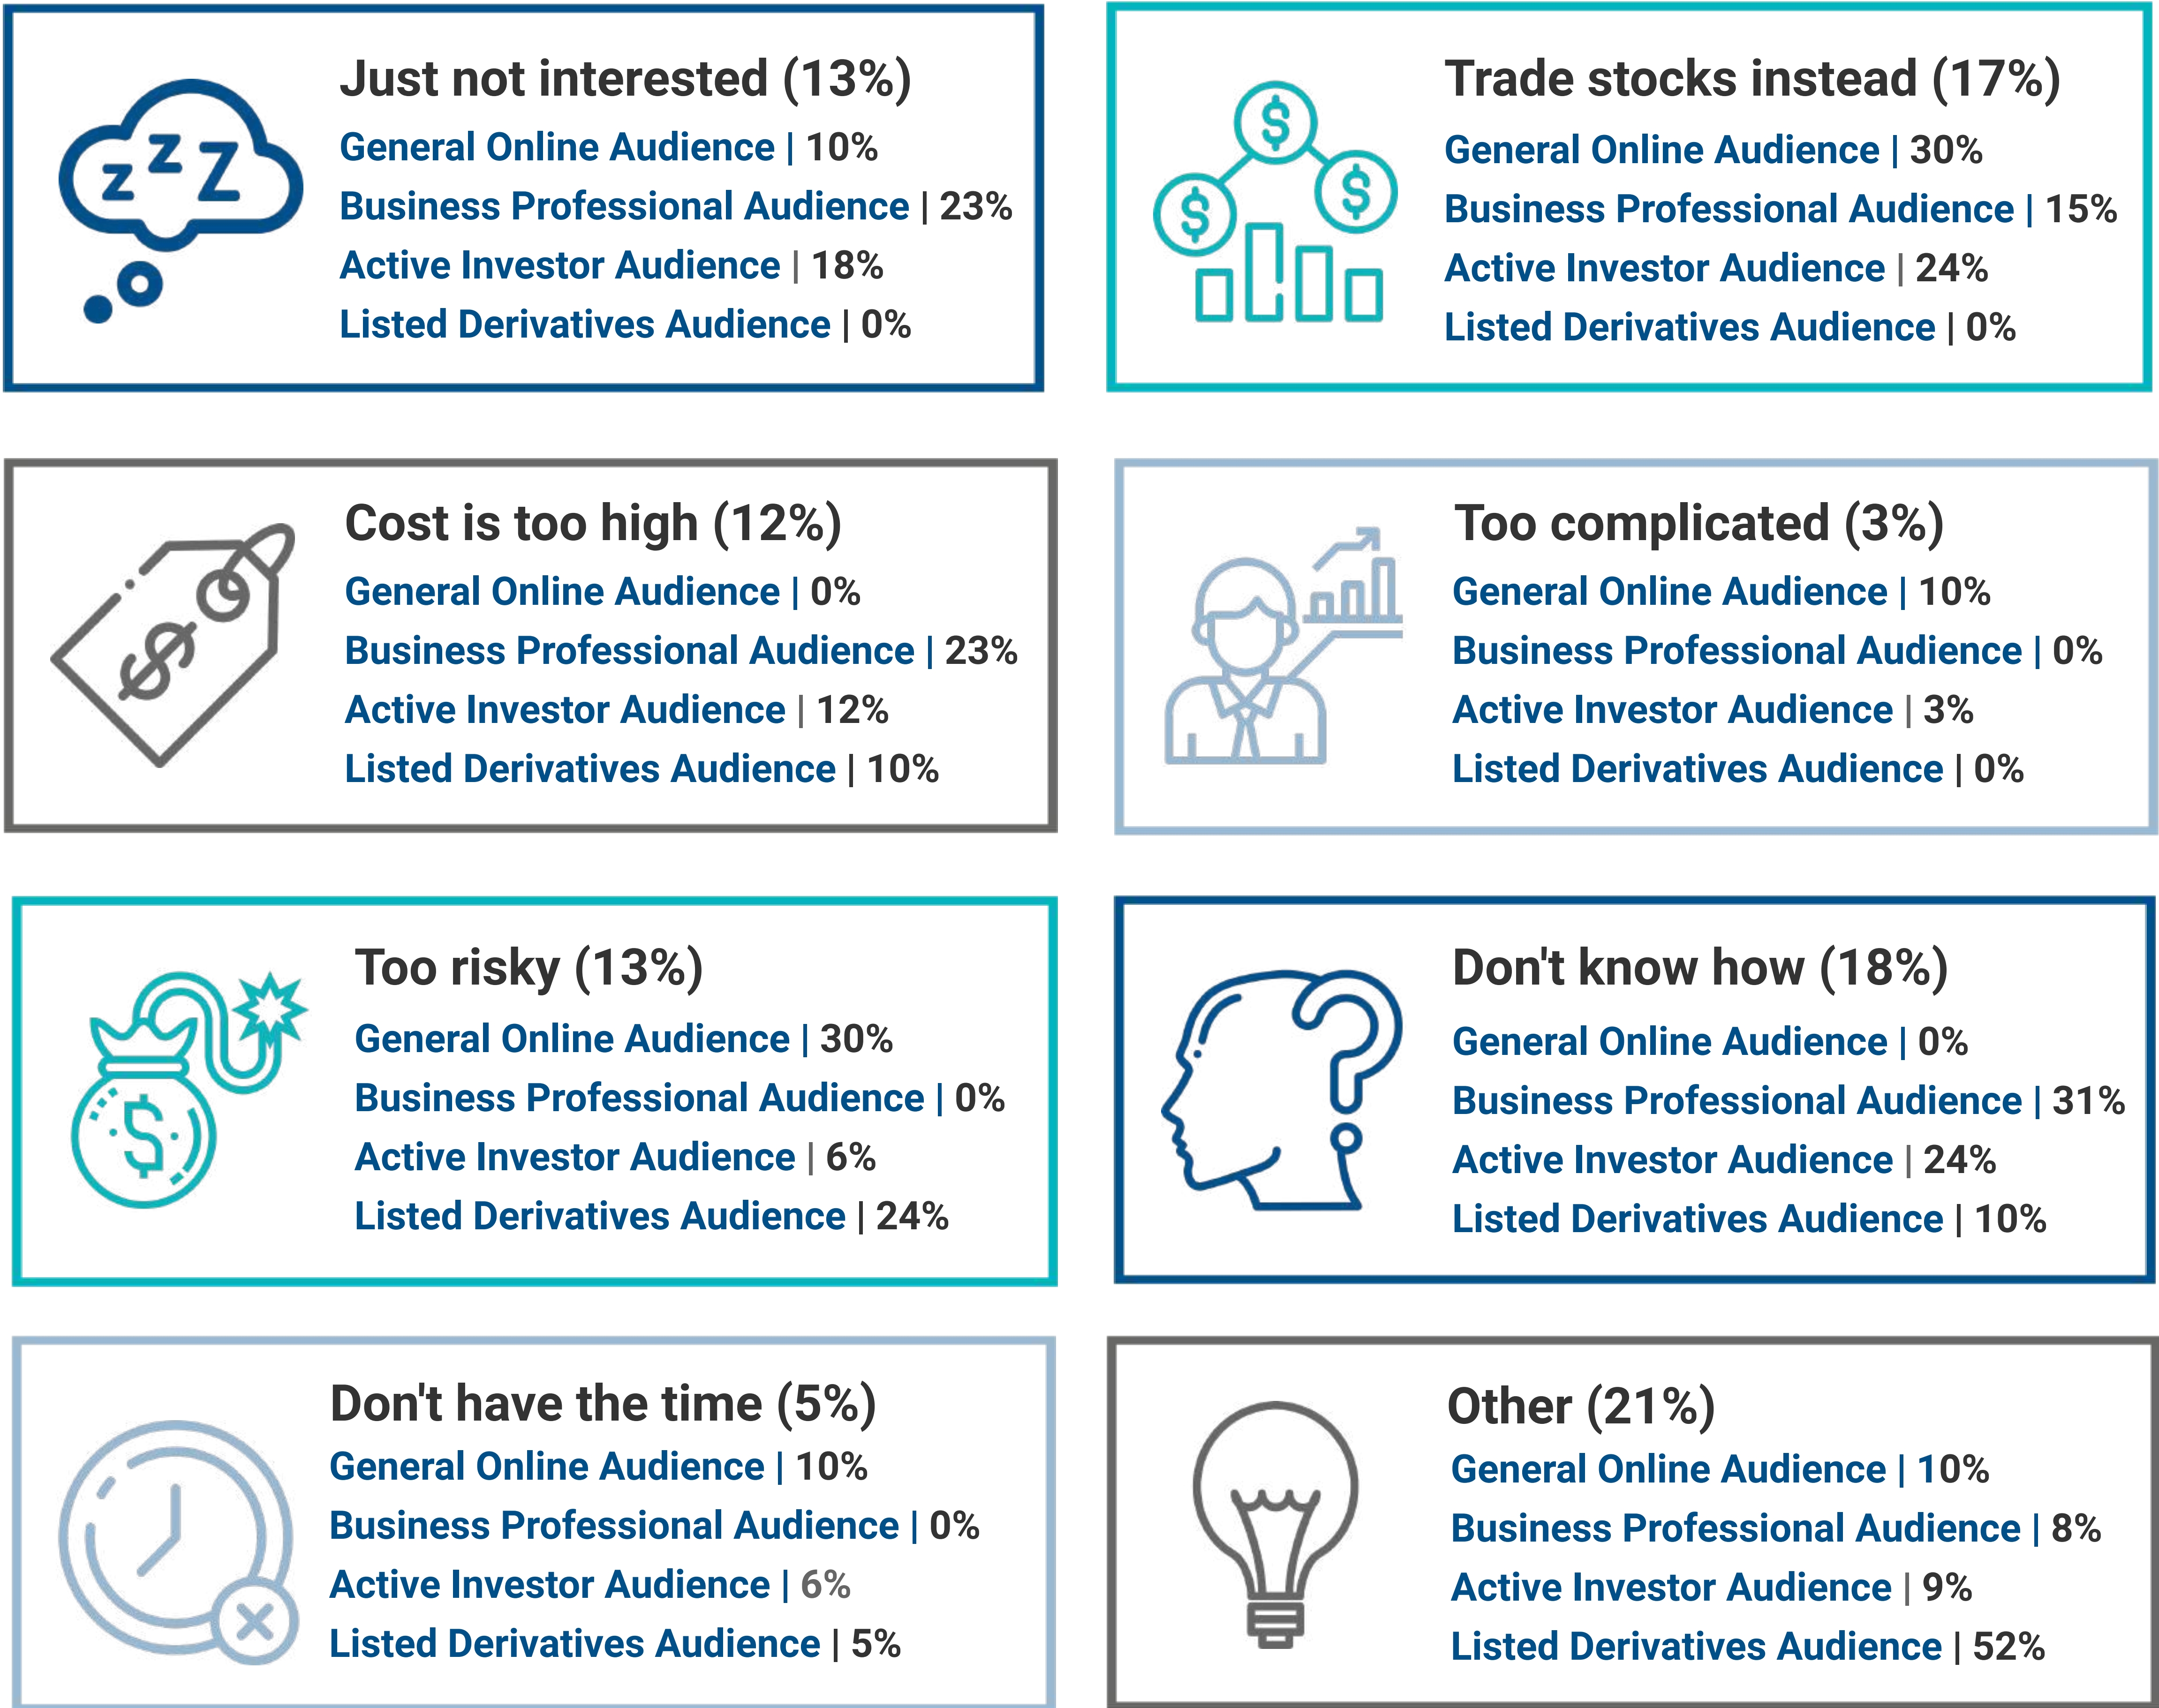 Just not interested (13%)
General Online Audience | 10%
Business Professional Audience | 23%
Active Investor Audience | 18%
Listed Derivatives Audience | 0%
Trade stocks instead (17%)
General Online Audience | 30%
Business Professional Audience | 15%
Active Investor Audience | 24%
Listed Derivatives Audience | 0%
Cost is too high (12%)
General Online Audience | 0%
Business Professional Audience | 23%
Active Investor Audience | 12%
Listed Derivatives Audience | 10%
Too complicated (3%)
General Online Audience | 10%
Business Professional Audience | 0%
Active Investor Audience | 3%
Listed Derivatives Audience | 0%
Too risky (13%)
General Online Audience | 30%
Business Professional Audience | 0%
Active Investor Audience | 6%
Listed Derivatives Audience | 24%
Don't know how (18%)
General Online Audience | 0%
Business Professional Audience | 31%
Active Investor Audience | 24%
Listed Derivatives Audience | 10%
Don't have the time (5%)
General Online Audience | 10%
Business Professional Audience | 0%
Active Investor Audience | 6%
Listed Derivatives Audience | 5%
Other (21%)
General Online Audience | 10%
Business Professional Audience | 8%
Active Investor Audience | 9%
Listed Derivatives Audience | 52%